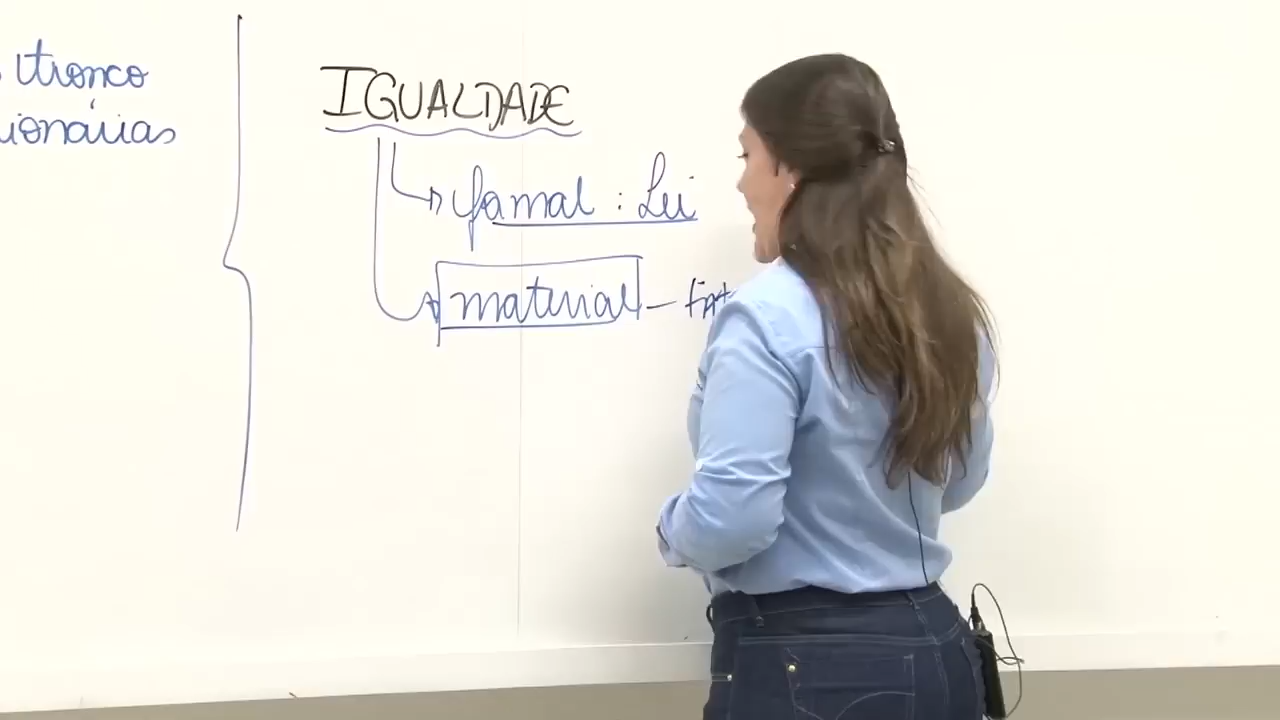 tronco
IGUALDADE
formal : Lei
material –